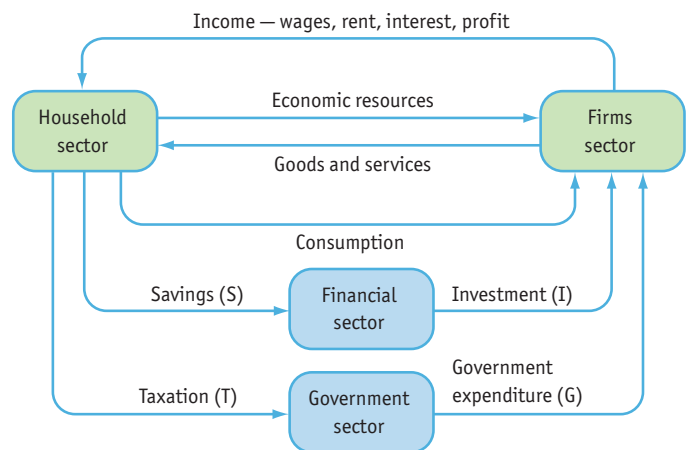 Income — wages, rent, interest, profit
Household
sector
Economic resources
Firms
sector
Goods and services
Consumption
Savings (S)
Financial
sector
Investment (I)
Taxation (T)
Government
sector
Government
expenditure (G)